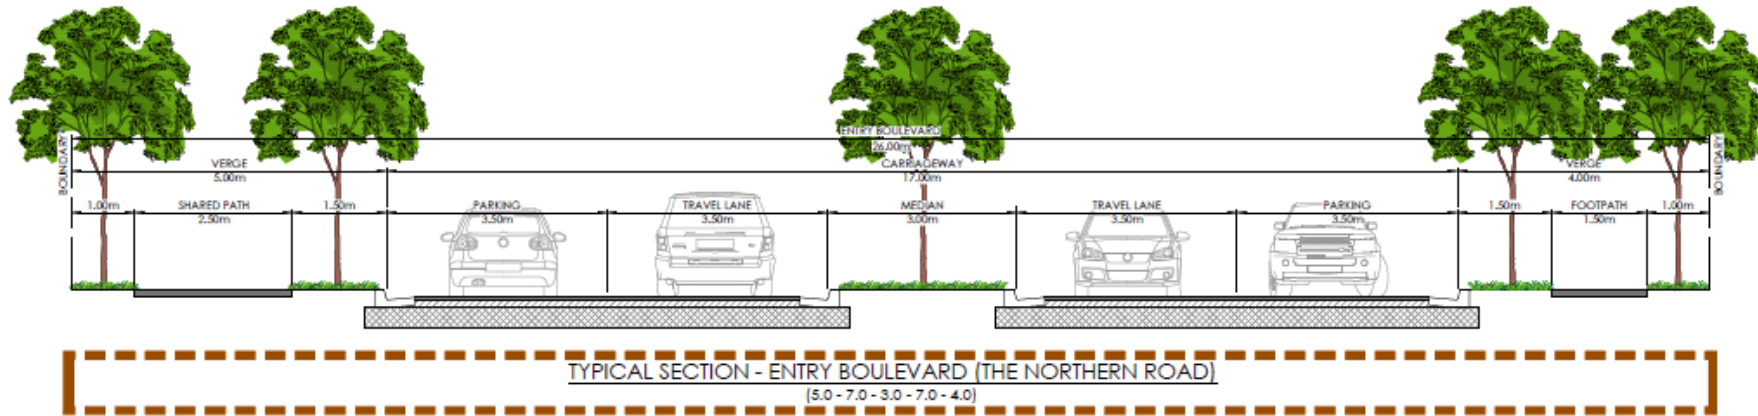 ENTRY BOULEVARD
26.00m
VERGE
5.00m
CARRIAGEWAY
17.00m
VERGE
4.00m
BOUNDARY
BOUNDARY
1.00m
SHARED PATH
2.50m
1.50m
PARKING
3.50m
TRAVEL LANE
3.50m
MEDIAN
3.00m
TRAVEL LANE
3.50m
PARKING
3.50m
1.50m
FOOTPATH
1.50m
1.00m
TYPICAL SECTION - ENTRY BOULEVARD (THE NORTHERN ROAD)
(5.0 - 7.0 - 3.0 - 7.0 - 4.0)